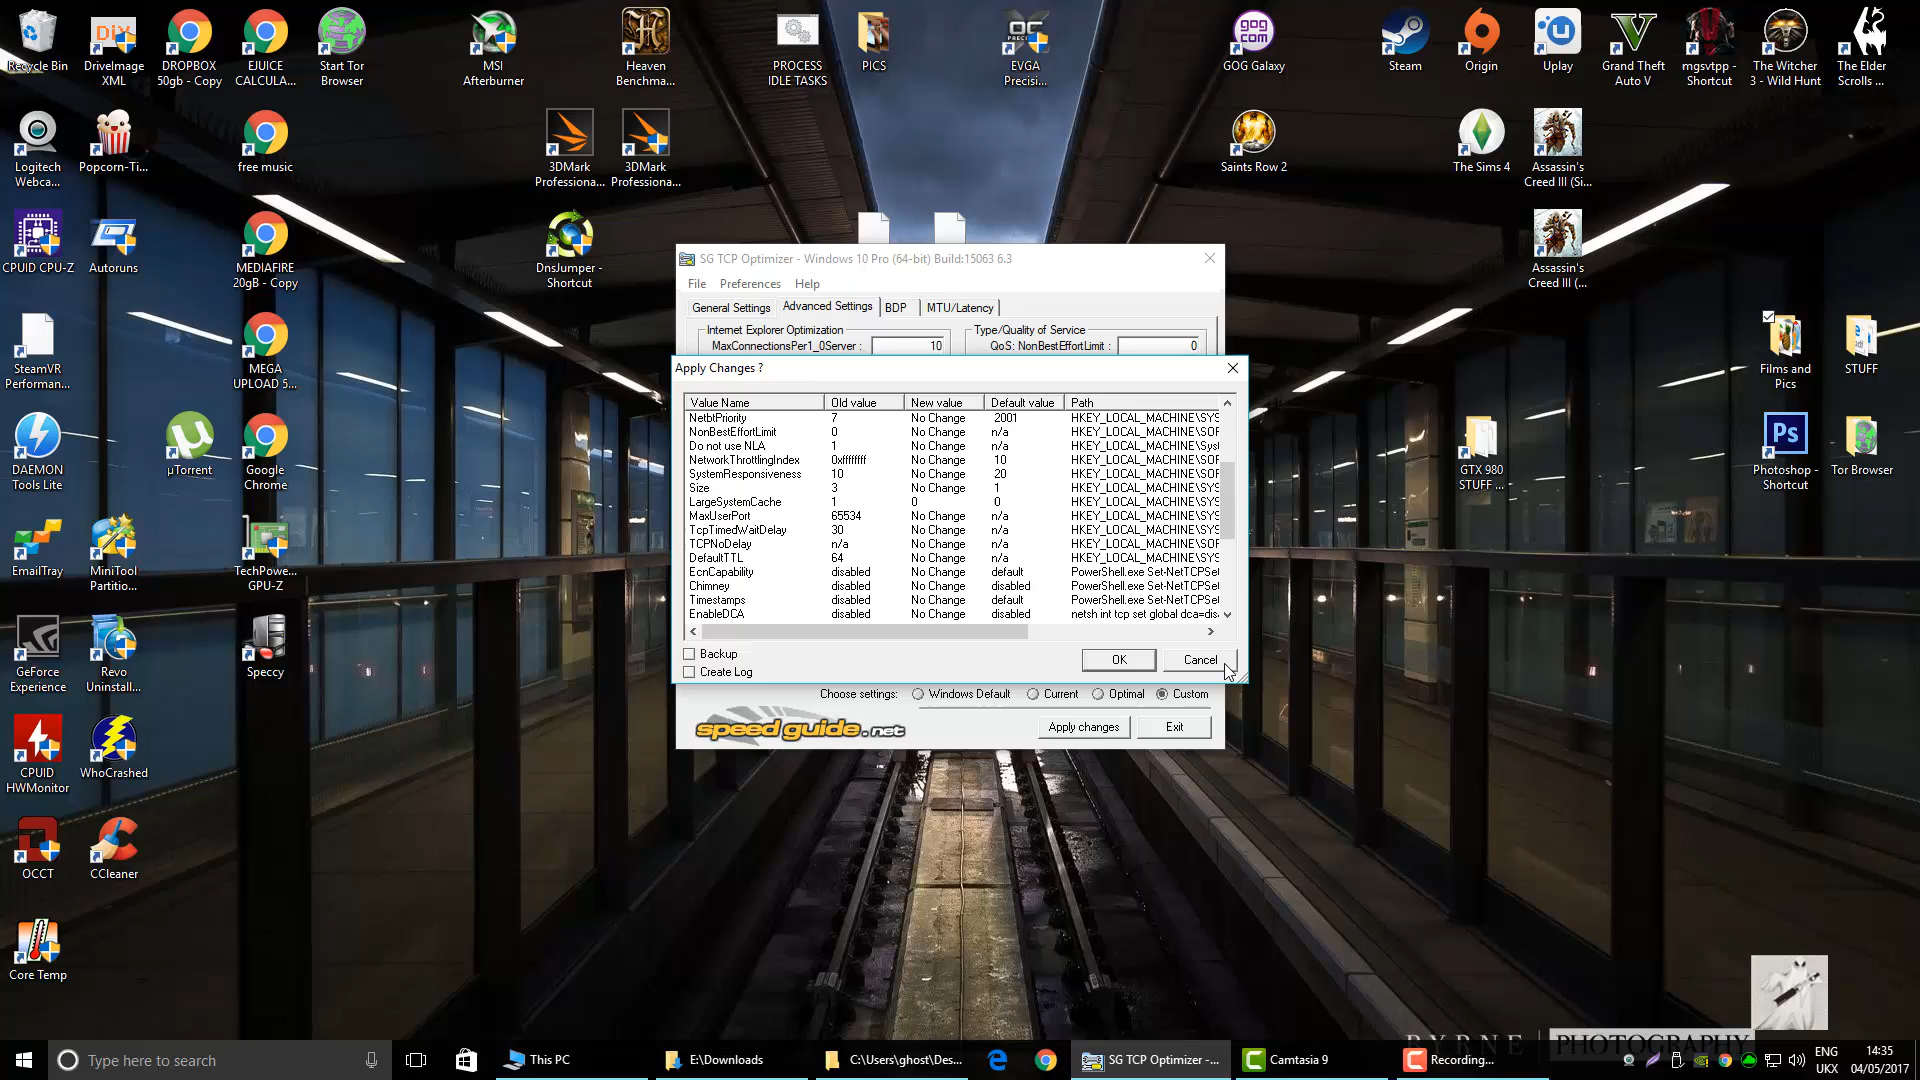 Recycle Bin
DriveImage
XML
DROPBOX
50gb - Copy
EJUICE
CALCULA...
Start Tor
Browser
MSI
Afterburner
Heaven
Benchma...
PROCESS
IDLE TASKS
PICS
EVGA
Precisi...
GOG Galaxy
Steam
Origin
Uplay
Grand Theft
Auto V
mgsvtpp -
Shortcut
The Witcher
3 - Wild Hunt
The Elder
Scrolls ...
Logitech
Webca...
Popcorn-Ti...
free music
3DMark
Professiona...
3DMark
Professiona...
Saints Row 2
The Sims 4
Assassin's
Creed III (Si...
CPUID CPU-Z
Autoruns
MEDIAFIRE
20gB - Copy
DnsJumper -
Shortcut
Assassin's
Creed III (...
SteamVR
Performan...
MEGA
UPLOAD 5...
Films and
Pics
STUFF
DAEMON
Tools Lite
µTorrent
Google
Chrome
GTX 980
STUFF ...
Photoshop -
Shortcut
Tor Browser
EmailTray
MiniTool
Partitio...
TechPowe...
GPU-Z
GeForce
Experience
Revo
Uninstall...
Speccy
CPUID
HWMonitor
WhoCrashed
OCCT
CCleaner
Core Temp
SG TCP Optimizer - Windows 10 Pro (64-bit) Build:15063 6.3
File Preferences Help
General Settings Advanced Settings BDP MTU/Latency
Internet Explorer Optimization Type/Quality of Service
MaxConnectionsPer1_0Server : 10 QoS: NonBestEffortLimit : 0
Apply Changes ?
Value Name Old value New value Default value Path
NetbtPriority 7 No Change 2001 HKEY_LOCAL_MACHINE\SYS
NonBestEffortLimit 0 No Change n/a HKEY_LOCAL_MACHINE\SOF
Do not use NLA 1 No Change n/a HKEY_LOCAL_MACHINE\Syst
NetworkThrottlingIndex 0xffffffff No Change 10 HKEY_LOCAL_MACHINE\SOF
SystemResponsiveness 10 No Change 20 HKEY_LOCAL_MACHINE\SOF
Size 3 No Change 1 HKEY_LOCAL_MACHINE\SYS
LargeSystemCache 1 0 0 HKEY_LOCAL_MACHINE\SYS
MaxUserPort 65534 No Change n/a HKEY_LOCAL_MACHINE\SYS
TcpTimedWaitDelay 30 No Change n/a HKEY_LOCAL_MACHINE\SYS
TCPNoDelay n/a No Change n/a HKEY_LOCAL_MACHINE\SOF
DefaultTTL 64 No Change n/a HKEY_LOCAL_MACHINE\SYS
EcnCapability disabled No Change default PowerShell.exe Set-NetTCPSet
Chimney disabled No Change disabled PowerShell.exe Set-NetTCPSet
Timestamps disabled No Change default PowerShell.exe Set-NetTCPSet
EnableDCA disabled No Change disabled netsh int tcp set global dca=dis
Backup
Create Log
OK Cancel
Choose settings: Windows Default Current Optimal Custom
speedguide.net
Apply changes Exit
BYRNE | PHOTOGRAPHY
Type here to search
This PC
E:\Downloads
C:\Users\ghost\Des...
SG TCP Optimizer -...
Camtasia 9
Recording...
ENG
UKX
14:35
04/05/2017